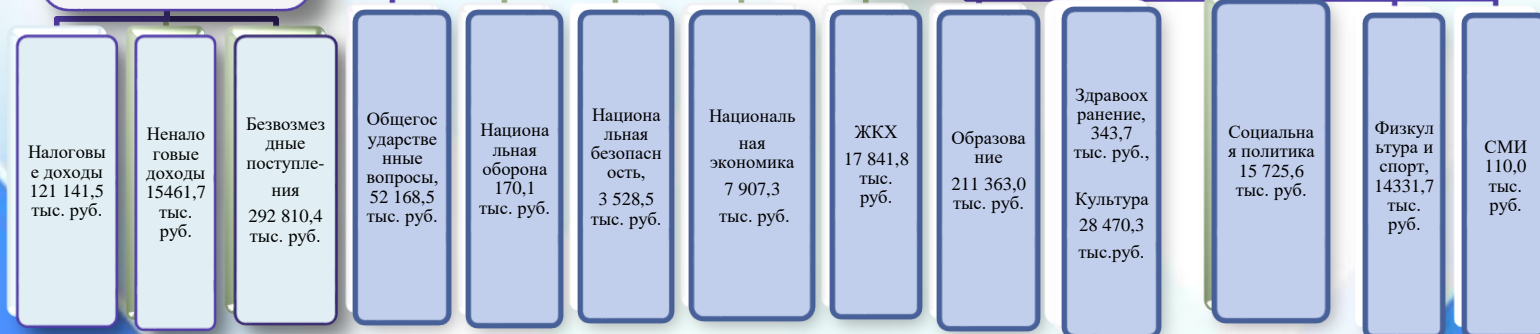 Налоговы
е доходы
121 141,5
тыс. руб.
Ненало
говые
доходы
15461,7
тыс.
руб.
Безвозмез
дные
поступле-
ния
292 810,4
тыс. руб.
Общегос
ударстве
нные
вопросы,
52 168,5
тыс. руб.
Национа
льная
оборона
170,1
тыс. руб.
Национа
льная
безопасн
ость,
3 528,5
тыс. руб.
Националь
ная
экономика
7 907,3
тыс. руб.
ЖКХ
17 841,8
тыс.
руб.
Образова
ние
211 363,0
тыс. руб.
Здравоох
ранение,
343,7
тыс. руб.,
Культура
28 470,3
тыс.руб.
Социальна
я политика
15 725,6
тыс. руб.
Физкул
ьтура и
спорт,
14331,7
тыс.
руб.
СМИ
110,0
тыс.
руб.